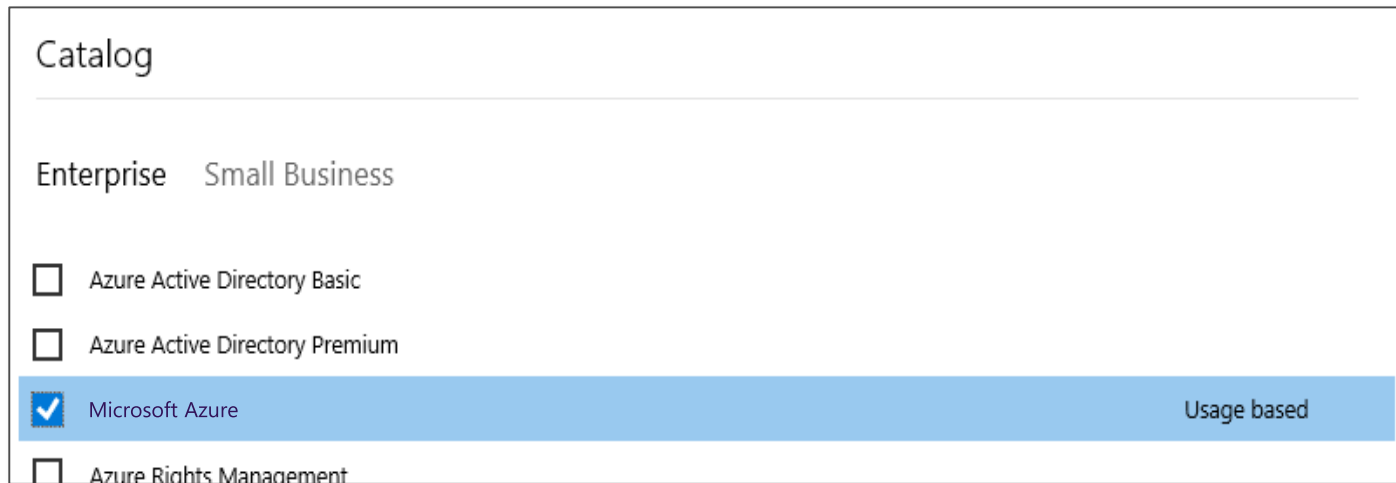 Catalog
Enterprise Small Business
Azure Active Directory Basic
Azure Active Directory Premium
Microsoft Azure Usage based
Azure Rights Management